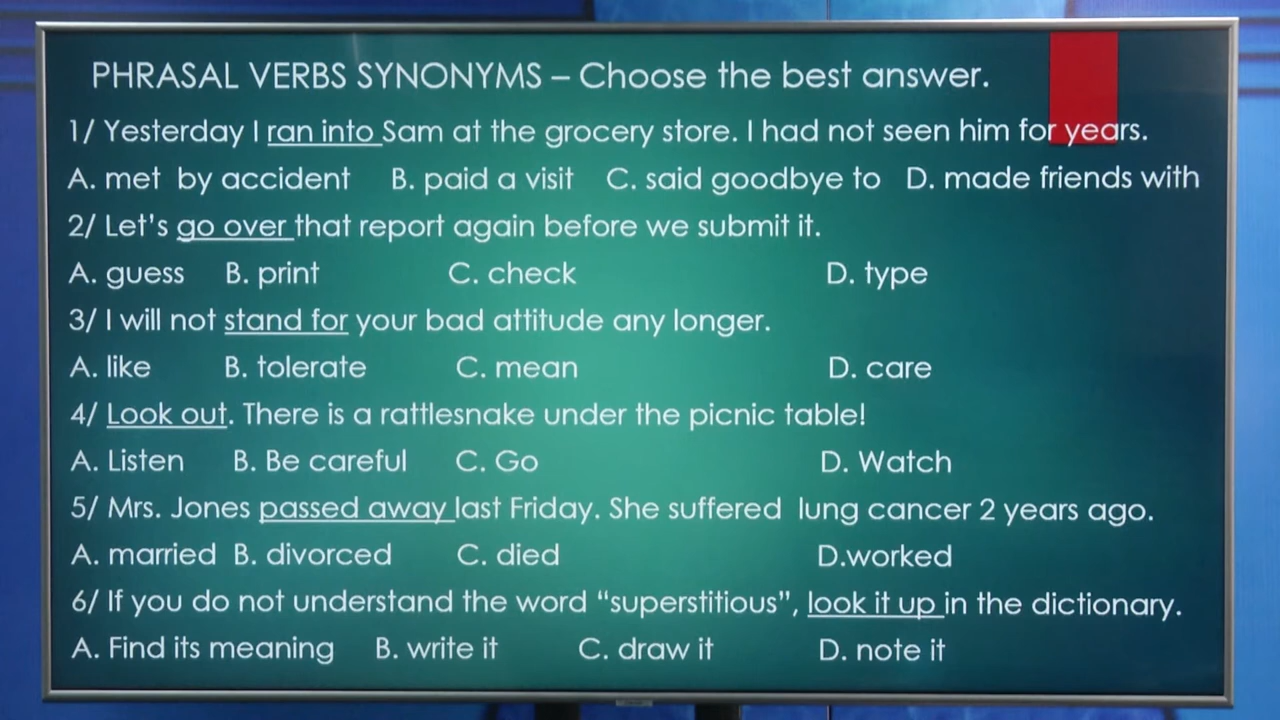 PHRASAL VERBS SYNONYMS – Choose the best answer.
1/ Yesterday I ran into Sam at the grocery store. I had not seen him for years.
A. met by accident B. paid a visit C. said goodbye to D. made friends with
2/ Let's go over that report again before we submit it.
A. guess B. print C. check D. type
3/ I will not stand for your bad attitude any longer.
A. like B. tolerate C. mean D. care
4/ Look out. There is a rattlesnake under the picnic table!
A. Listen B. Be careful C. Go D. Watch
5/ Mrs. Jones passed away last Friday. She suffered lung cancer 2 years ago.
A. married B. divorced C. died D.worked
6/ If you do not understand the word “superstitious”, look it up in the dictionary.
A. Find its meaning B. write it C. draw it D. note it